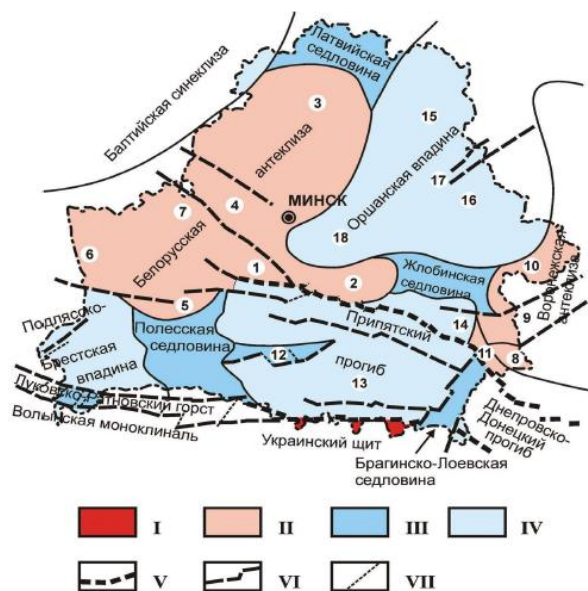 Латвийская
седловина
Балтийская синеклиза
3
антеклиза
15
Оршанская впадина
17
16
МИНСК
4
7
Белорусская
18
6
1
2
5
Жлобинская
седловина
10
Воронежская
антеклиза
9
14
Подлясско-
Брестская
впадина
Полесская
седловина
Припятский
прогиб
12
13
11
8
Луковско-Ратновский горст
Волынская моноклиналь
Украинский щит
Брагинско-Лоевская
седловина
Днепровско-
Донецкий
прогиб
I
II
III
IV
V
VI
VII